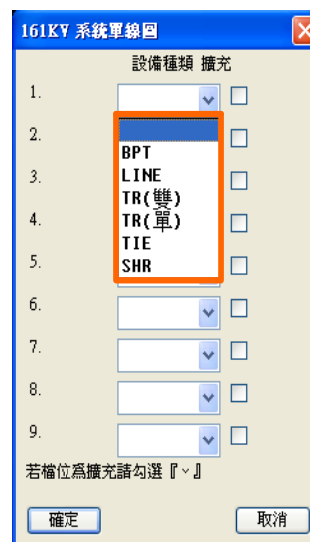 161KV 系統單線圖
設備種類 擴充
1.
2.
BPT
3.
LINE
TR(雙)
4.
TR(單)
TIE
5.
SHR
6.
7.
8.
9.
若檔位爲擴充請勾選『ˇ』
確定 取消